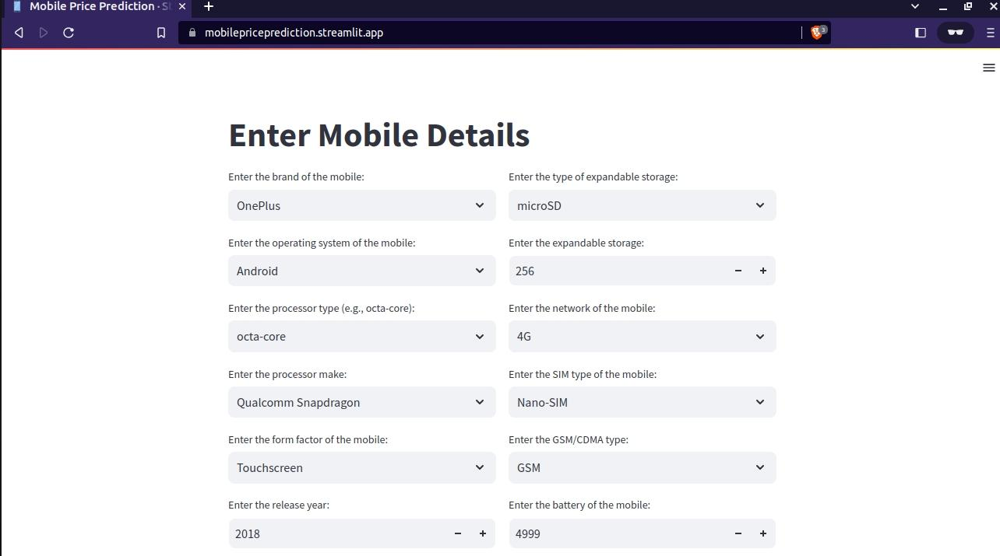 Mobile Price Prediction · St
mobilepriceprediction.streamlit.app
3
Enter Mobile Details
Enter the brand of the mobile:
OnePlus
Enter the type of expandable storage:
microSD
Enter the operating system of the mobile:
Android
Enter the expandable storage:
256
Enter the processor type (e.g., octa-core):
octa-core
Enter the network of the mobile:
4G
Enter the processor make:
Qualcomm Snapdragon
Enter the SIM type of the mobile:
Nano-SIM
Enter the form factor of the mobile:
Touchscreen
Enter the GSM/CDMA type:
GSM
Enter the release year:
2018
Enter the battery of the mobile:
4999